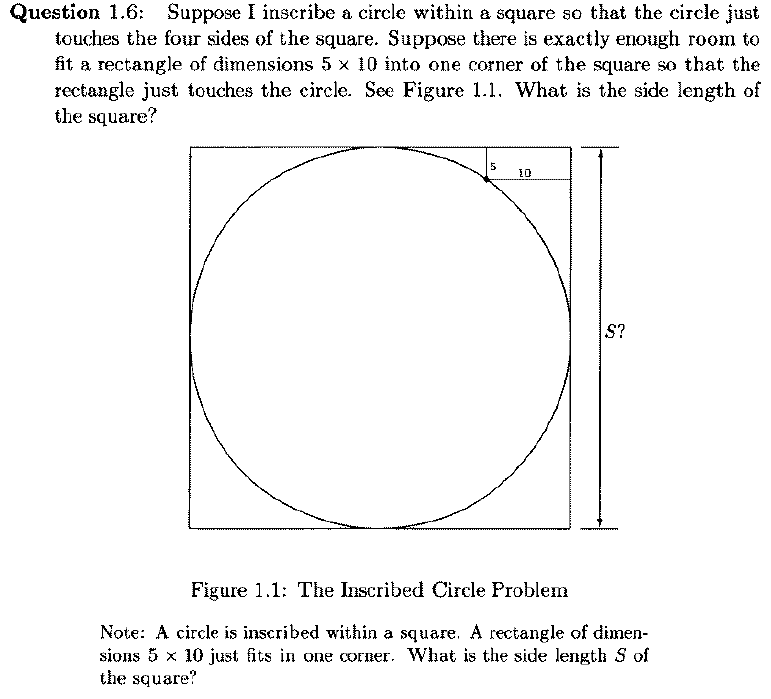 Question 1.6: Suppose I inscribe a circle within a square so that the circle just
touches the four sides of the square. Suppose there is exactly enough room to
fit a rectangle of dimensions 5 × 10 into one corner of the square so that the
rectangle just touches the circle. See Figure 1.1. What is the side length of
the square?
5
10
S?
Figure 1.1: The Inscribed Circle Problem
Note: A circle is inscribed within a square. A rectangle of dimen-
sions 5 × 10 just fits in one corner. What is the side length S of
the square?